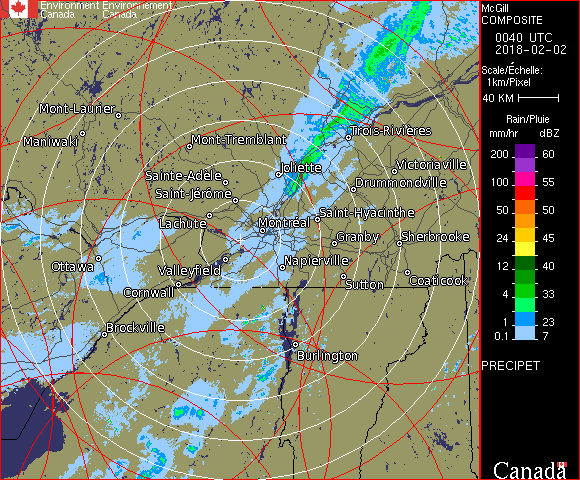 Environment Environnement
Canada Canada
McGill
COMPOSITE
0040 UTC
2018-02-02
Scale/Échelle:
1km/Pixel
40 KM
Rain/Pluie
mm/hr dBZ
200 60
100 55
50 50
24 45
12 40
4 33
1 23
0.1 7
PRECIPET
Canada
Mont-Laurier
Maniwaki
Mont-Tremblant
Trois-Rivières
Joliette
Victoriaville
Sainte-Adèle
Drummondville
Saint-Jérôme
Saint-Hyacinthe
Lachute
Montréal
Granby
Sherbrooke
Ottawa
Valleyfield
Napierville
Cornwall
Sutton
Coaticook
Brockville
Burlington